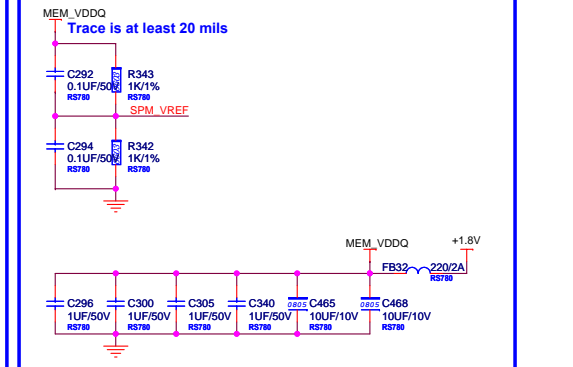 MEM_VDDQ
Trace is at least 20 mils
C292
0.1UF/50V
RS780
R343
1K/1%
RS780
SPM_VREF
C294
0.1UF/50V
RS780
R342
1K/1%
RS780
MEM_VDDQ
+1.8V
FB32
220/2A
RS780
C296
1UF/50V
RS780
C300
1UF/50V
RS780
C305
1UF/50V
RS780
C340
1UF/50V
RS780
0805
C465
10UF/10V
RS780
0805
C468
10UF/10V
RS780